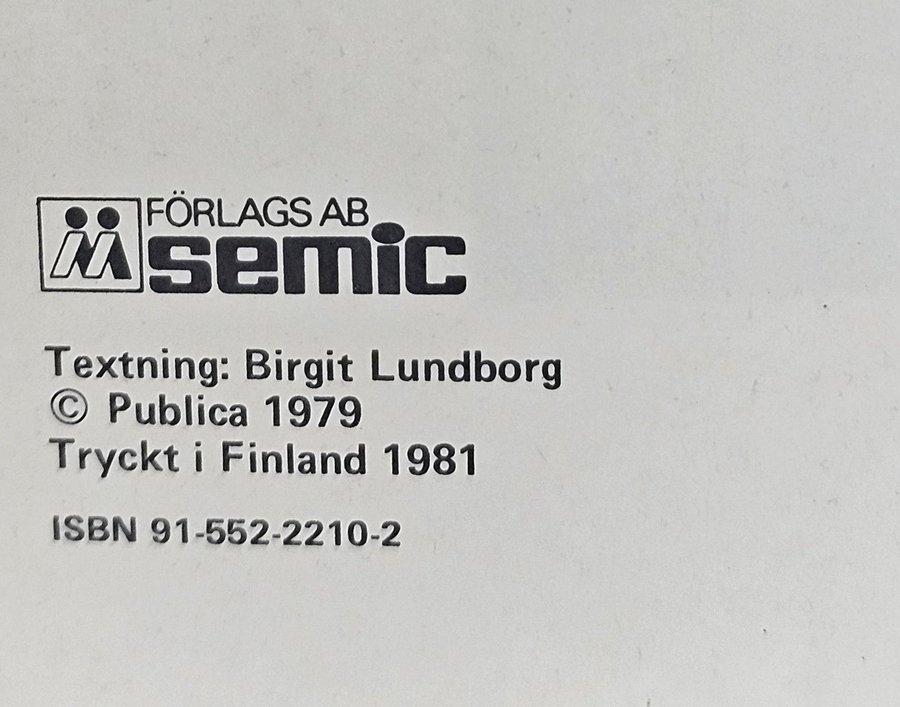 FÖRLAGS AB
semic
Textning: Birgit Lundborg
© Publica 1979
Tryckt i Finland 1981
ISBN 91-552-2210-2